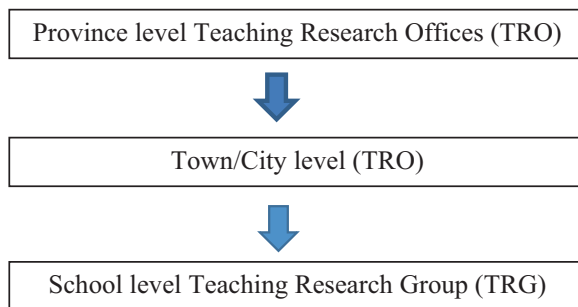 Province level Teaching Research Offices (TRO)
Town/City level (TRO)
School level Teaching Research Group (TRG)